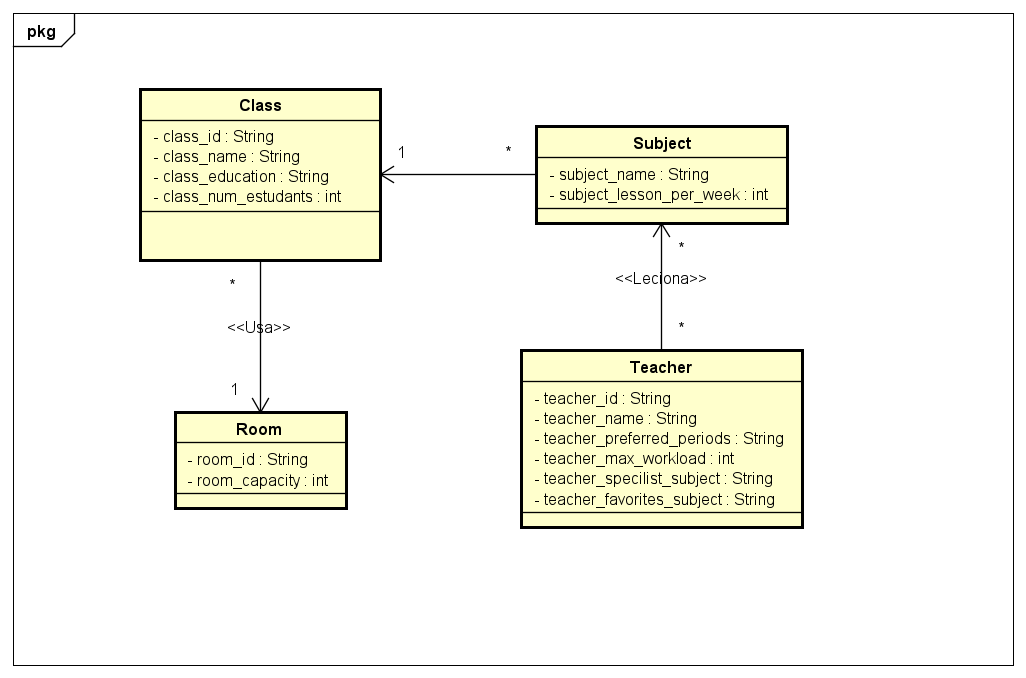 pkg
Class
- class_id : String
- class_name : String
- class_education : String
- class_num_estudants : int
1
*
Subject
- subject_name : String
- subject_lesson_per_week : int
*
<<Leciona>>
*
*
<<Usa>>
1
Room
- room_id : String
- room_capacity : int
Teacher
- teacher_id : String
- teacher_name : String
- teacher_preferred_periods : String
- teacher_max_workload : int
- teacher_specilist_subject : String
- teacher_favorites_subject : String